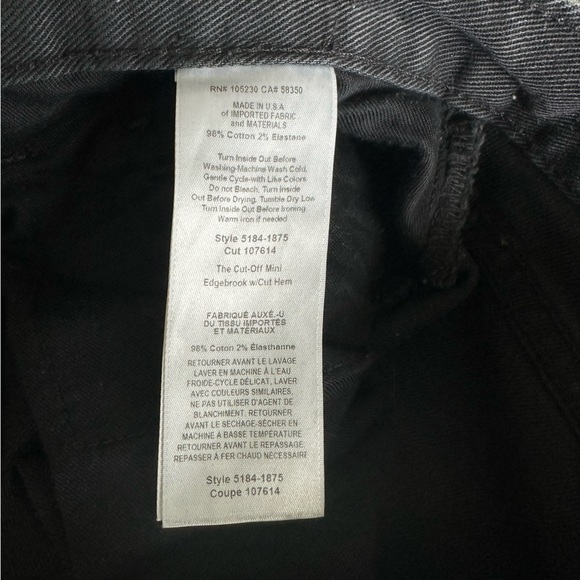 RN# 105230 CA# 58350
MADE IN U.S.A
of IMPORTED FABRIC
and MATERIALS
98% Cotton 2% Elastane
Turn Inside Out Before
Washing-Machine Wash Cold,
Gentle Cycle-with Like Colors
Do not Bleach, Turn Inside
Out Before Drying, Tumble Dry Low
Turn Inside Out Before Ironing
Warm Iron if needed
Style 5184-1875
Cut 107614
The Cut-Off Mini
Edgebrook w/Cut Hem
FABRIQUÉ AUXÉ.-U
DU TISSU IMPORTÉS
ET MATÉRIAUX
98% Coton 2% Élasthanne
RETOURNER AVANT LE LAVAGE
LAVER EN MACHINE À L'EAU
FROIDE-CYCLE DÉLICAT, LAVER
AVEC COULEURS SIMILAIRES,
NE PAS UTILISER D'AGENT DE
BLANCHIMENT. RETOURNER
AVANT LE SECHAGE-SÉCHER EN
MACHINE À BASSE TEMPÉRATURE
RETOURNER AVANT LE REPASSAGE.
REPASSER À FER CHAUD NECESSAIRE
Style 5184-1875
Coupe 107614